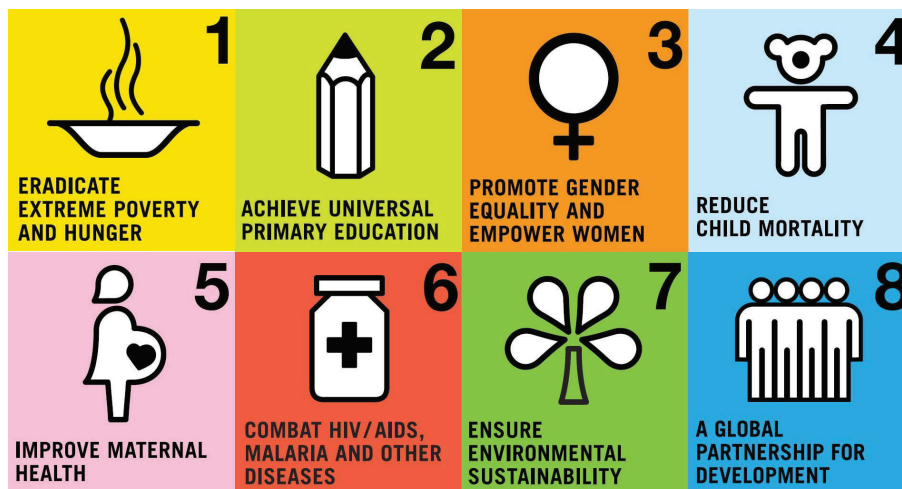 1
ERADICATE
EXTREME POVERTY
AND HUNGER
2
ACHIEVE UNIVERSAL
PRIMARY EDUCATION
3
PROMOTE GENDER
EQUALITY AND
EMPOWER WOMEN
4
REDUCE
CHILD MORTALITY
5
IMPROVE MATERNAL
HEALTH
6
COMBAT HIV/AIDS,
MALARIA AND OTHER
DISEASES
7
ENSURE
ENVIRONMENTAL
SUSTAINABILITY
8
A GLOBAL
PARTNERSHIP FOR
DEVELOPMENT